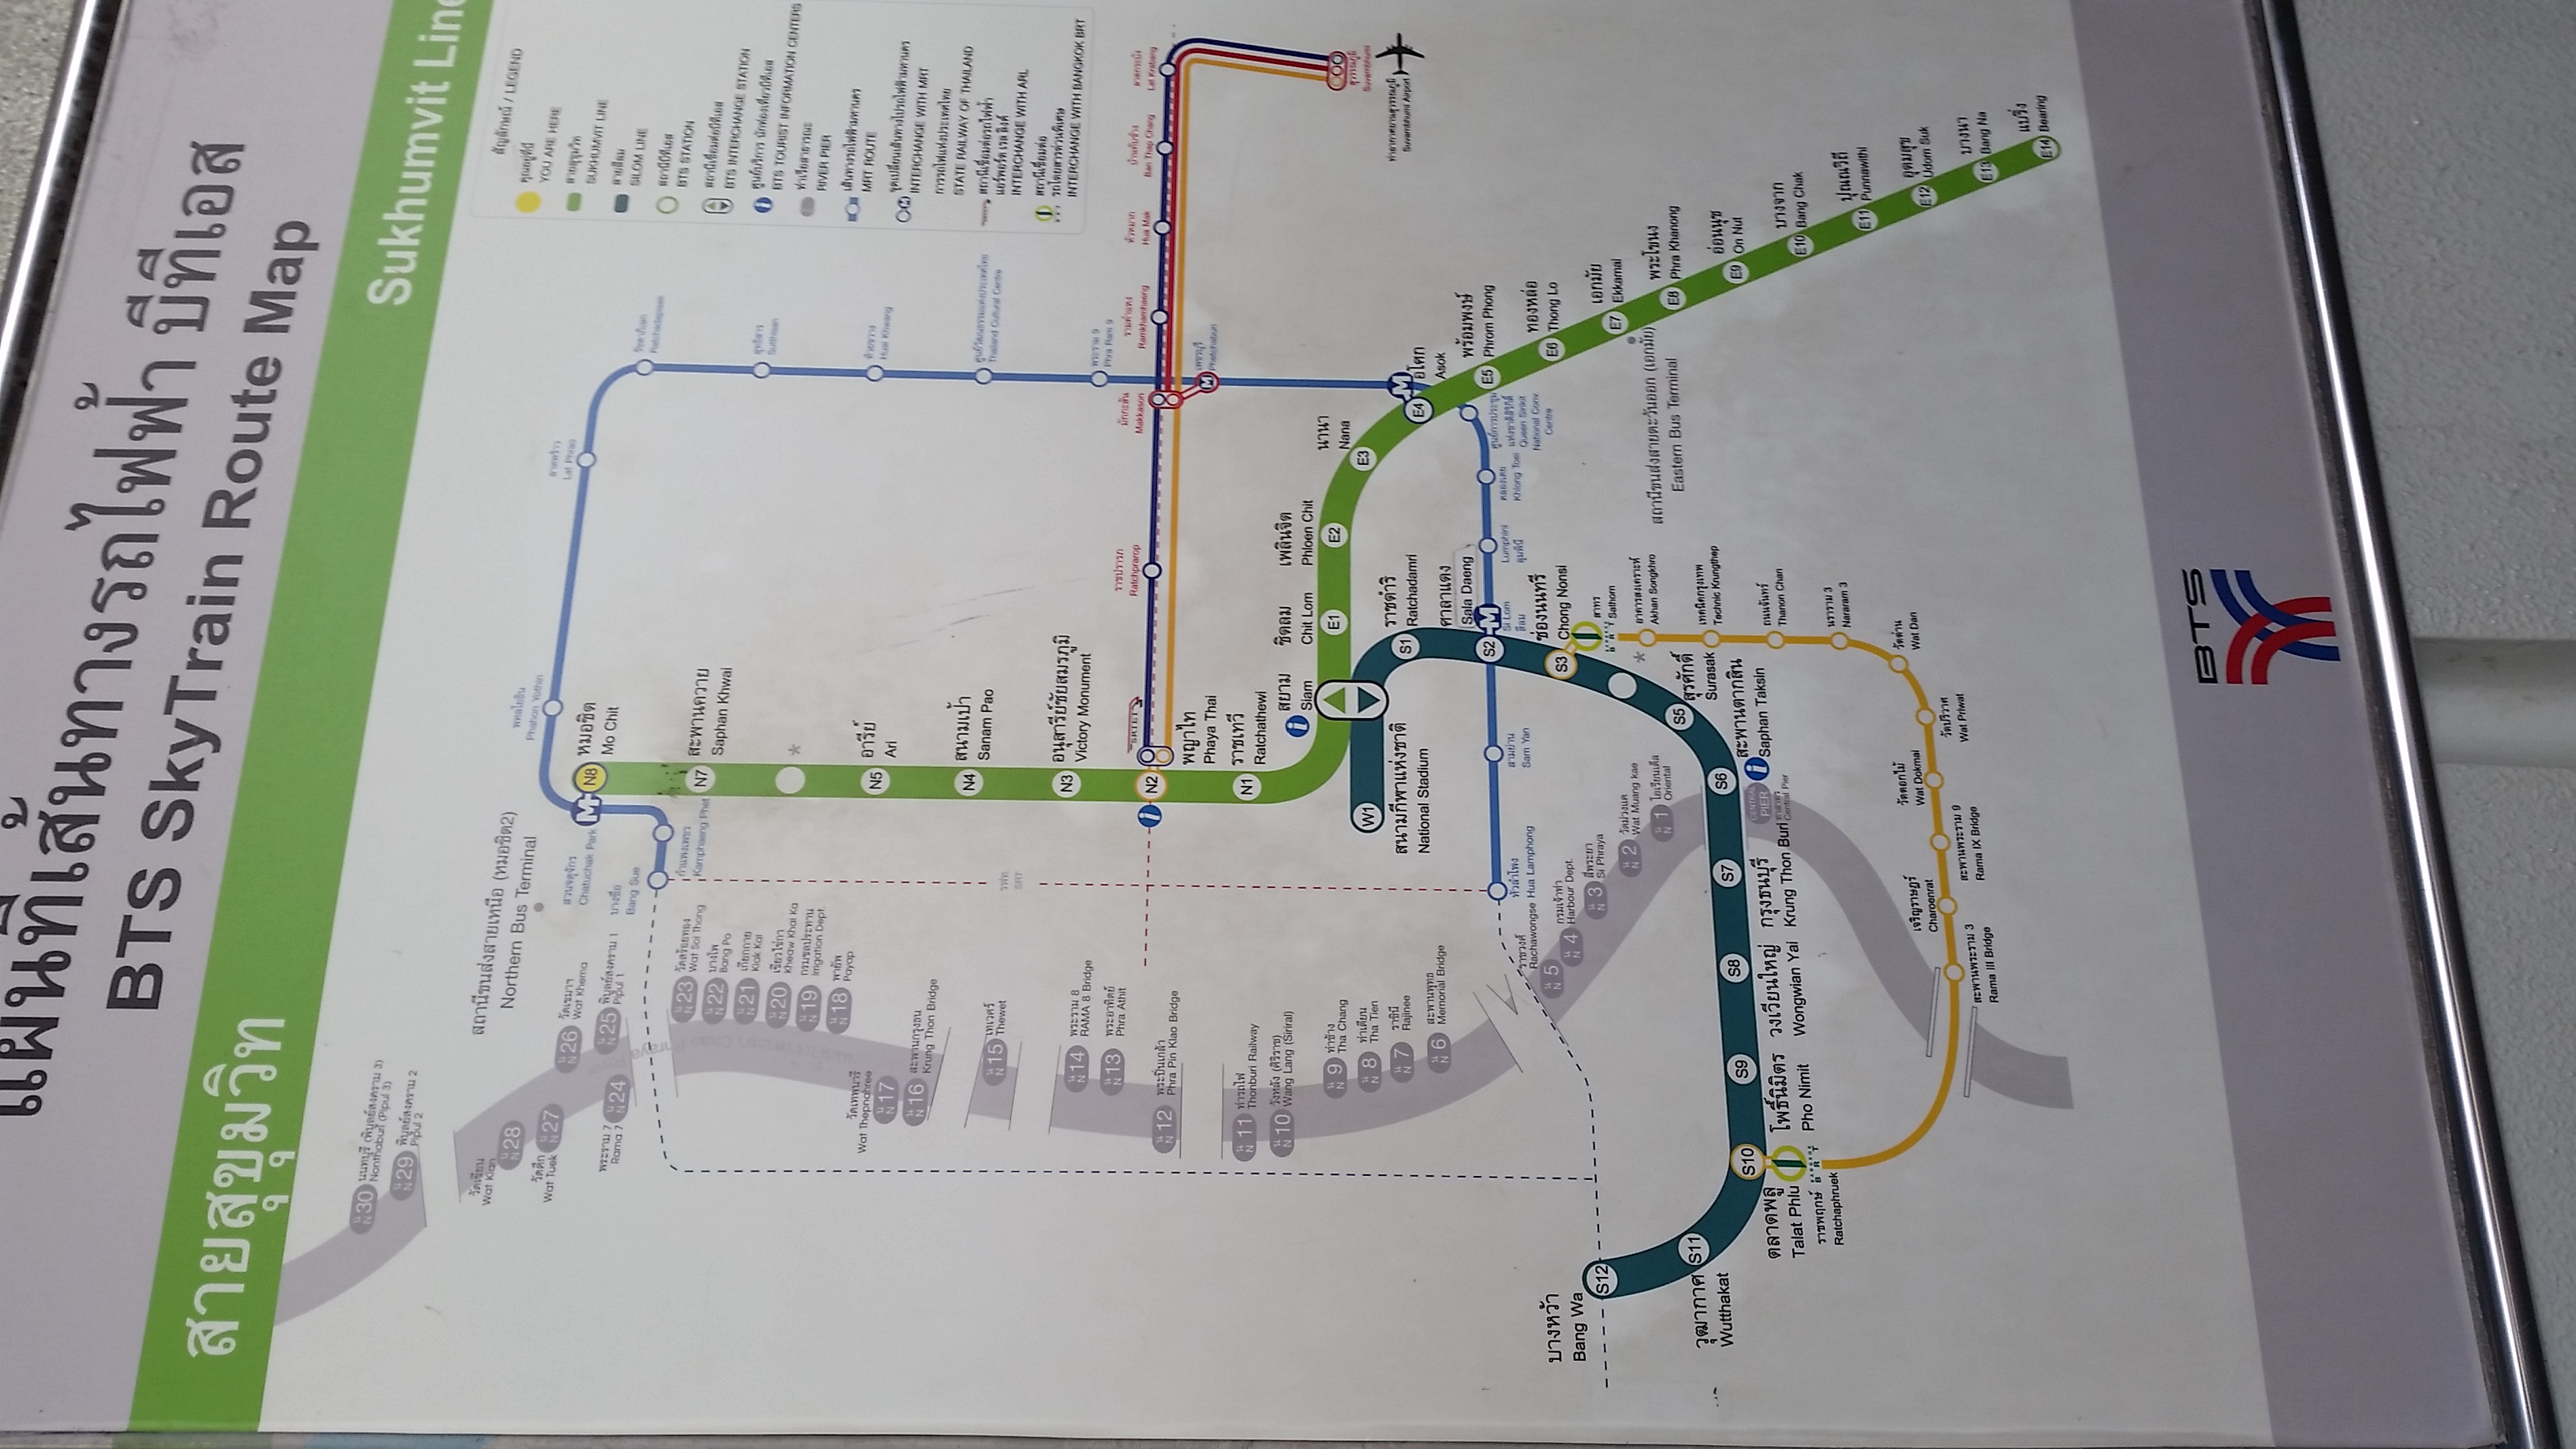 แผนที่เส้นทางรถไฟฟ้า บีทีเอส
BTS SkyTrain Route Map
สายสุขุมวิท
Sukhumvit Line
สัญลักษณ์ / LEGEND
คุณอยู่ที่นี่
YOU ARE HERE
สายสุขุมวิท
SUKHUMVIT LINE
สายสีลม
SILOM LINE
สถานีบีทีเอส
BTS STATION
สถานีเชื่อมต่อบีทีเอส
BTS INTERCHANGE STATION
ศูนย์บริการ นักท่องเที่ยวบีทีเอส
BTS TOURIST INFORMATION CENTERS
ท่าเรือสาธารณะ
RIVER PIER
เส้นทางรถไฟฟ้ามหานคร
MRT ROUTE
จุดเปลี่ยนเส้นทางไปรถไฟฟ้ามหานคร
INTERCHANGE WITH MRT
การรถไฟแห่งประเทศไทย
STATE RAILWAY OF THAILAND
สถานีเชื่อมต่อรถไฟฟ้า
แอร์พอร์ต เรล ลิงค์
INTERCHANGE WITH ARL
สถานีเชื่อมต่อ
รถโดยสารด่วนพิเศษ
INTERCHANGE WITH BANGKOK BRT
น N 30 นนทบุรี (พิบูลย์สงคราม 3)
Nonthaburi (Pipul 3)
น N 29 พิบูลย์สงคราม 2
Pipul 2
วัดเขียน
Wat Kian
น N 28
วัดตึก
Wat Tuek
น N 27
น N 26 วัดเขมาฯ
Wat Khema
น N 25 พิบูลย์สงคราม 1
Pipul 1
พระราม 7
Rama 7
น N 24
น N 23 วัดสร้อยทอง
Wat Soi Thong
น N 22 บางโพ
Bang Po
น N 21 เกียกกาย
Kiak Kai
น N 20 เขียวไข่กา
Kheaw Khai Ka
น N 19 กรมชลประทาน
Irrigation Dept.
น N 18 พายัพ
Payap
วัดเทพนารี
Wat Thepnahree
น N 17
น N 16 สะพานกรุงธน
Krung Thon Bridge
น N 15 เทเวศร์
Thewet
น N 14 พระราม 8
RAMA 8 Bridge
น N 13 พระอาทิตย์
Phra Athit
น N 12 พระปิ่นเกล้า
Phra Pin Klao Bridge
น N 11 ท่ารถไฟ
Thonburi Railway
น N 10 วังหลัง (ศิริราช)
Wang Lang (Siriral)
น N 9 ท่าช้าง
Tha Chang
น N 8 ท่าเตียน
Tha Tien
น N 7 ราชินี
Rajinee
น N 6 สะพานพุทธ
Memorial Bridge
ราชวงศ์
Rachawongse
น N 5
น N 4 กรมเจ้าท่า
Harbour Dept.
น N 3 สี่พระยา
Si Phraya
น N 2 วัดม่วงแค
Wat Muang kae
น N 1 โอเรียนเต็ล
Oriental
CENTRAL PIER
Central Pier
สถานีขนส่งสายเหนือ (หมอชิต2)
Northern Bus Terminal
สวนจตุจักร
Chatuchak Park
M
บางซื่อ
Bang Sue
กำแพงเพชร
Kamphaeng Phet
พหลโยธิน
Phahon Yothin
ลาดพร้าว
Lat Phrao
รัชดาภิเษก
Ratchadapisek
สุทธิสาร
Sutthisan
ห้วยขวาง
Huai Khwang
ศูนย์วัฒนธรรมแห่งประเทศไทย
Thailand Cultural Centre
พระราม 9
Phra Ram 9
เพชรบุรี
Phetchaburi
M
N8 หมอชิต
Mo Chit
N7 สะพานควาย
Saphan Khwai
*
N5 อารีย์
Ari
N4 สนามเป้า
Sanam Pao
รฟท.
SRT
N3 อนุสาวรีย์ชัยสมรภูมิ
Victory Monument
N2 พญาไท
Phaya Thai
SRTET
ราชปรารภ
Ratchprarop
มักกะสัน
Makkasan
รามคำแหง
Ramkhamhaeng
หัวหมาก
Hua Mak
บ้านทับช้าง
Ban Thap Chang
ลาดกระบัง
Lat Krabang
สุวรรณภูมิ
Suvarnbhumi
ท่าอากาศยานสุวรรณภูมิ
Suvarnbhumi Airport
N1 ราชเทวี
Ratchathewi
สยาม
Siam
E1 ชิดลม
Chit Lom
E2 เพลินจิต
Phloen Chit
E3 นานา
Nana
M
E4 อโศก
Asok
E5 พร้อมพงษ์
Phrom Phong
E6 ทองหล่อ
Thong Lo
E7 เอกมัย
Ekkamai
สถานีขนส่งสายตะวันออก (เอกมัย)
Eastern Bus Terminal
E8 พระโขนง
Phra Khanong
E9 อ่อนนุช
On Nut
E10 บางจาก
Bang Chak
E11 ปุณณวิถี
Punnawithi
E12 อุดมสุข
Udom Suk
E13 บางนา
Bang Na
E14 แบริ่ง
Bearing
W1 สนามกีฬาแห่งชาติ
National Stadium
S1 ราชดำริ
Ratchadamri
S2 ศาลาแดง
Sala Daeng
M
Si Lom
สีลม
หัวลำโพง
Hua Lamphong
สามย่าน
Sam Yan
Lumphini
ลุมพินี
คลองเตย
Khlong Toei
ศูนย์การประชุม
แห่งชาติสิริกิติ์
Queen Sirikit
National Conv.
Centre
S3 ช่องนนทรี
Chong Nonsi
B R T
สาทร
Sathorn
*
อาคารสงเคราะห์
Akhan Songkhro
เทคนิคกรุงเทพ
Technic Krungthep
ถนนจันทร์
Thanon Chan
นราราม 3
Nararam 3
วัดด่าน
Wat Dan
วัดปริวาศ
Wat Priwat
วัดดอกไม้
Wat Dokmai
สะพานพระราม 9
Rama IX Bridge
เจริญราษฎร์
Charoenrat
สะพานพระราม 3
Rama III Bridge
S5 สุรศักดิ์
Surasak
S6 สะพานตากสิน
Saphan Taksin
S7 กรุงธนบุรี
Krung Thon Buri
S8 วงเวียนใหญ่
Wongwian Yai
S9 โพธิ์นิมิตร
Pho Nimit
S10 ตลาดพลู
Talat Phlu
ราชพฤกษ์
Ratchaphruek
B R T
S11 วุฒากาศ
Wutthakat
S12 บางหว้า
Bang Wa
BTS